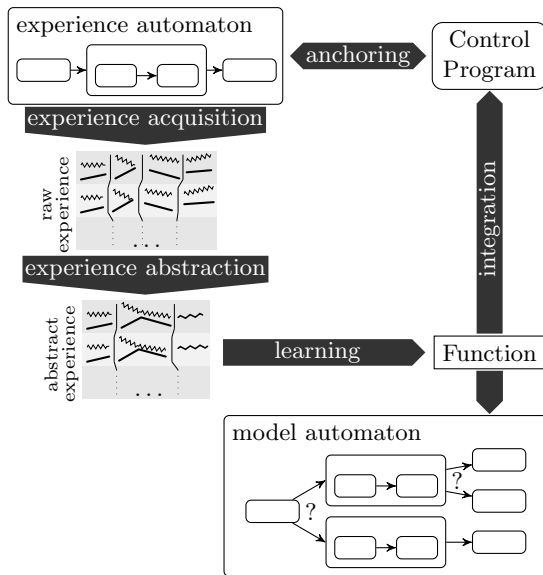 experience automaton
anchoring
Control
Program
experience acquisition
raw
experience
...
experience abstraction
integration
abstract
experience
...
learning
Function
model automaton
?
?